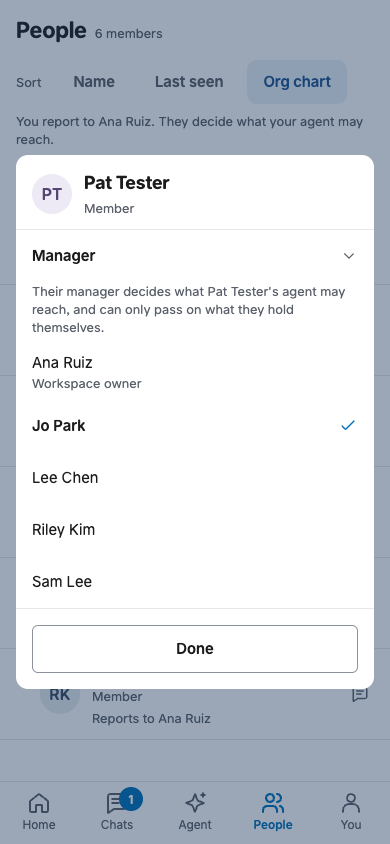 People 6 members
Sort Name Last seen Org chart
You report to Ana Ruiz. They decide what your agent may
reach.
PT Pat Tester
Member
Manager
Their manager decides what Pat Tester's agent may
reach, and can only pass on what they hold
themselves.
Ana Ruiz
Workspace owner
Jo Park
Lee Chen
Riley Kim
Sam Lee
Done
RK Member
Reports to Ana Ruiz
1
Home Chats Agent People You